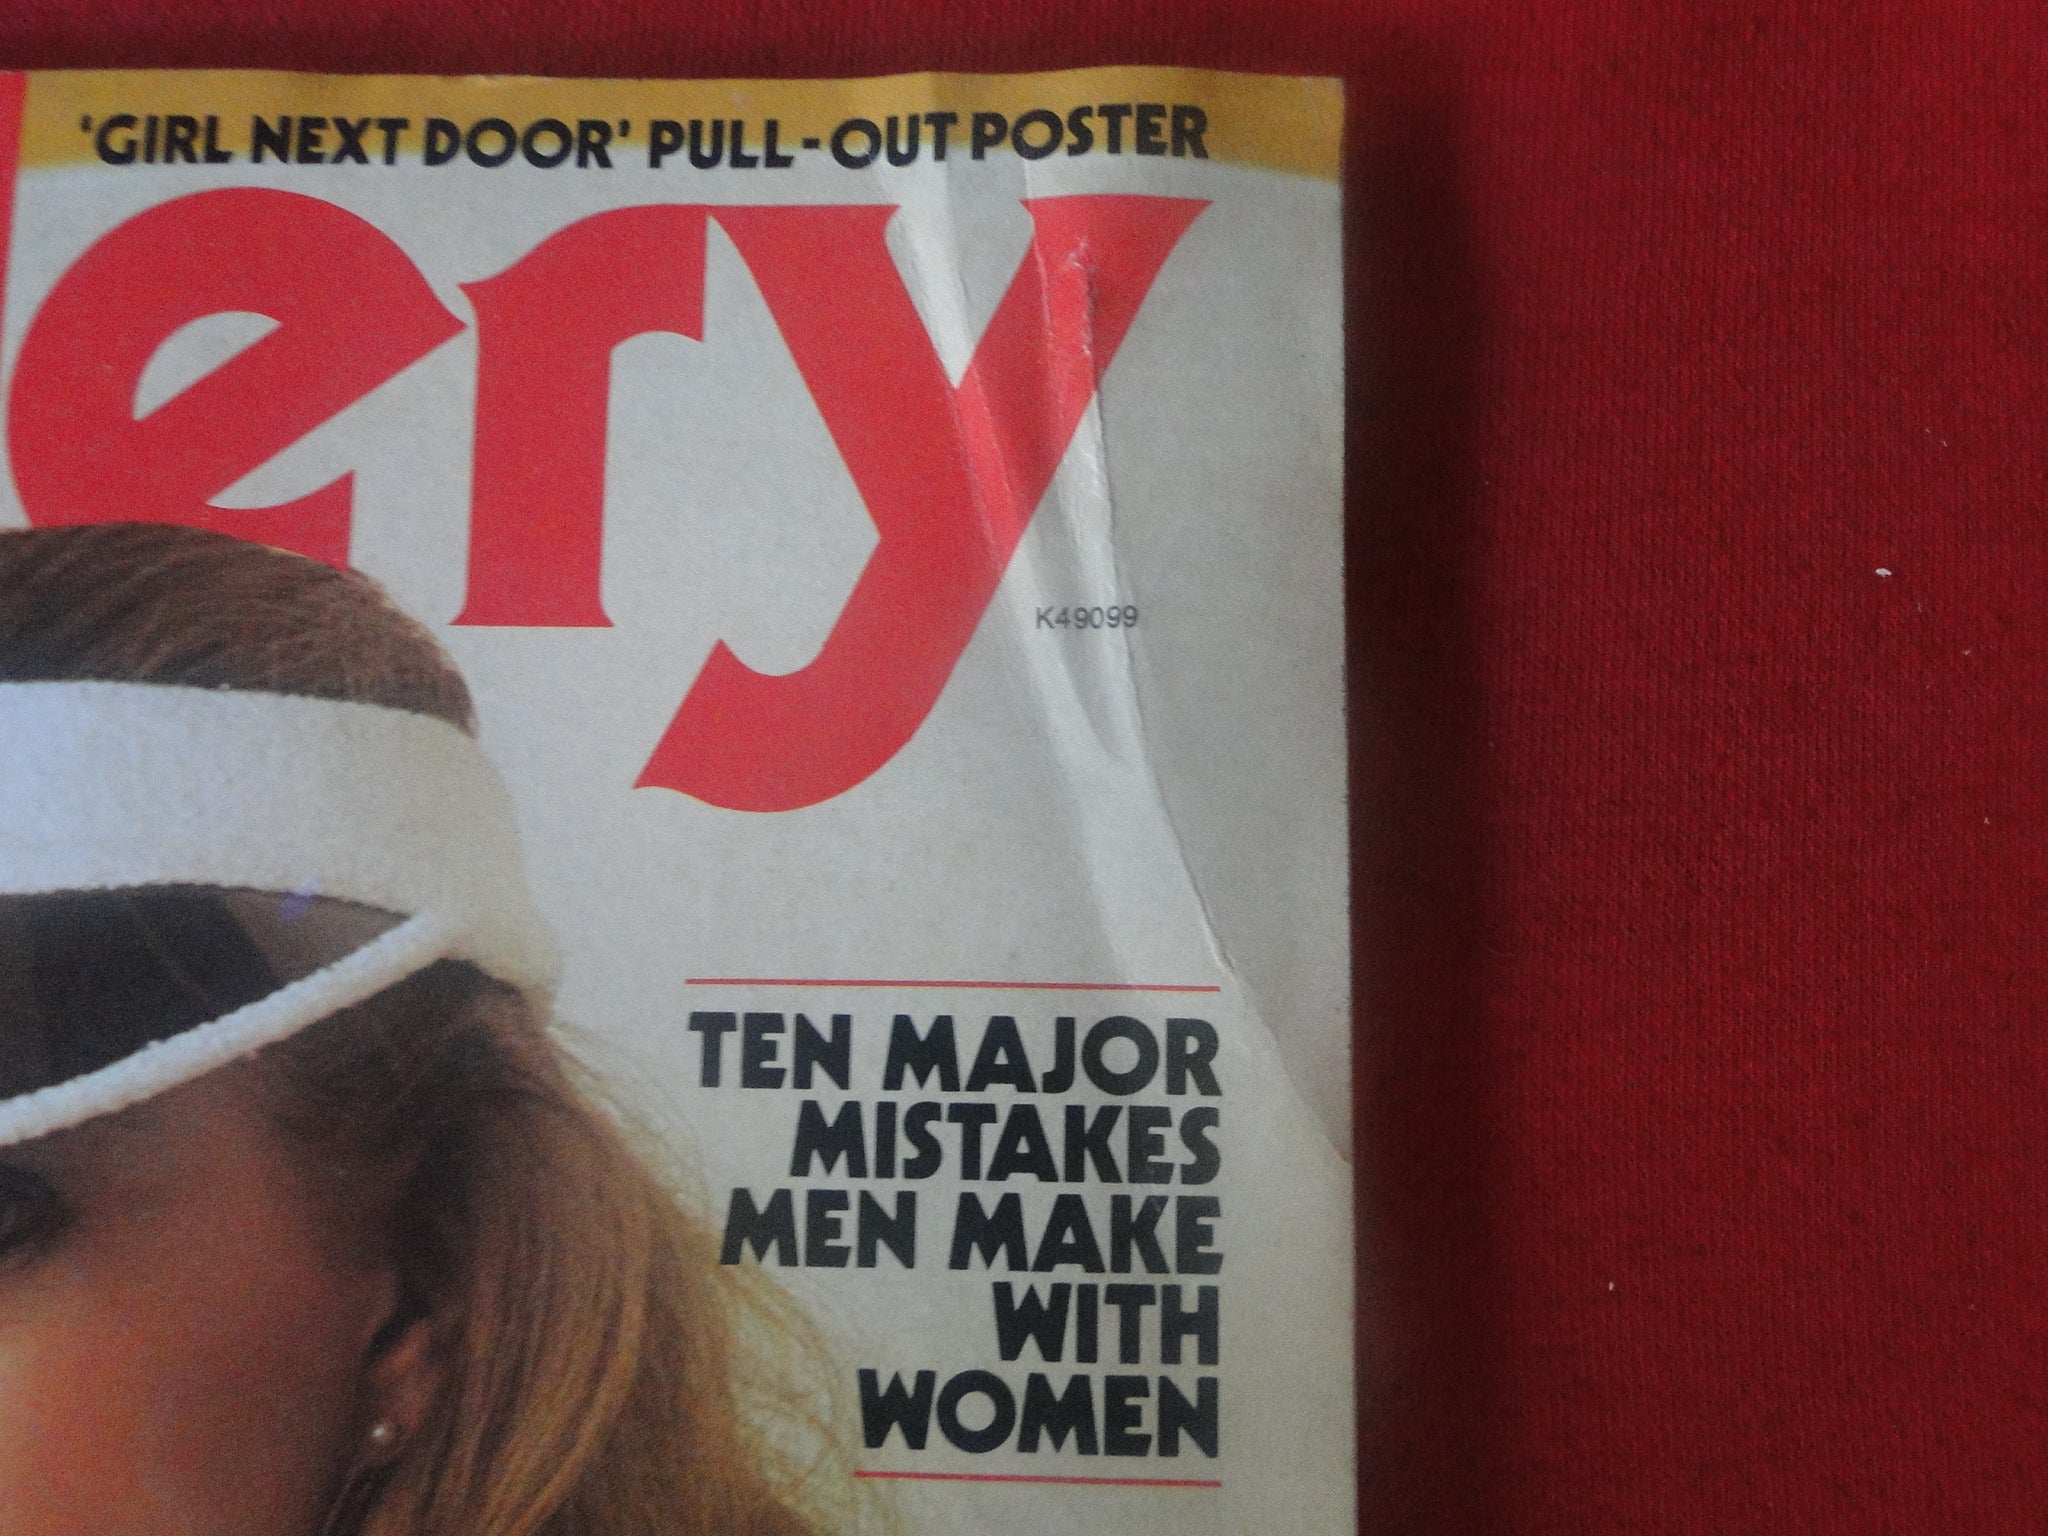 'GIRL NEXT DOOR' PULL-OUT POSTER
ery
K49099
TEN MAJOR
MISTAKES
MEN MAKE
WITH
WOMEN